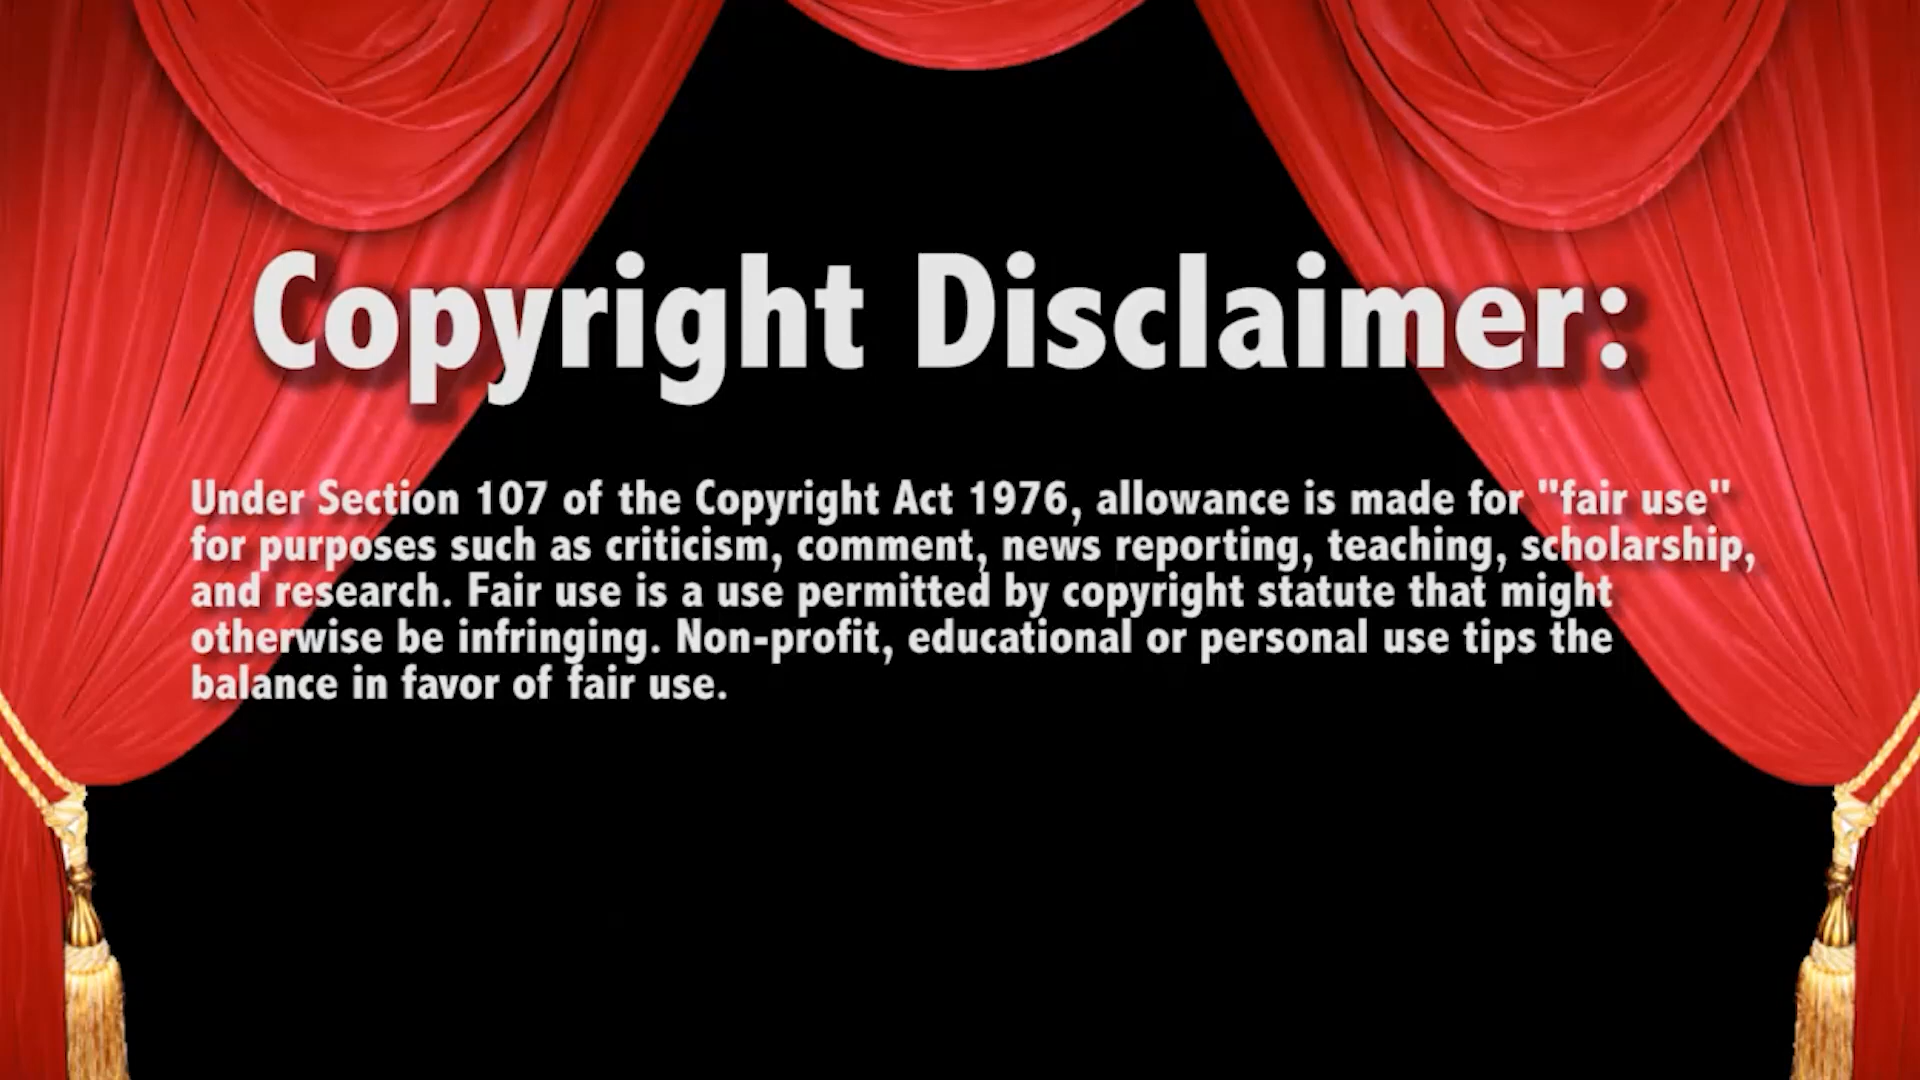 Copyright Disclaimer:
Under Section 107 of the Copyright Act 1976, allowance is made for "fair use"
for purposes such as criticism, comment, news reporting, teaching, scholarship,
and research. Fair use is a use permitted by copyright statute that might
otherwise be infringing. Non-profit, educational or personal use tips the
balance in favor of fair use.